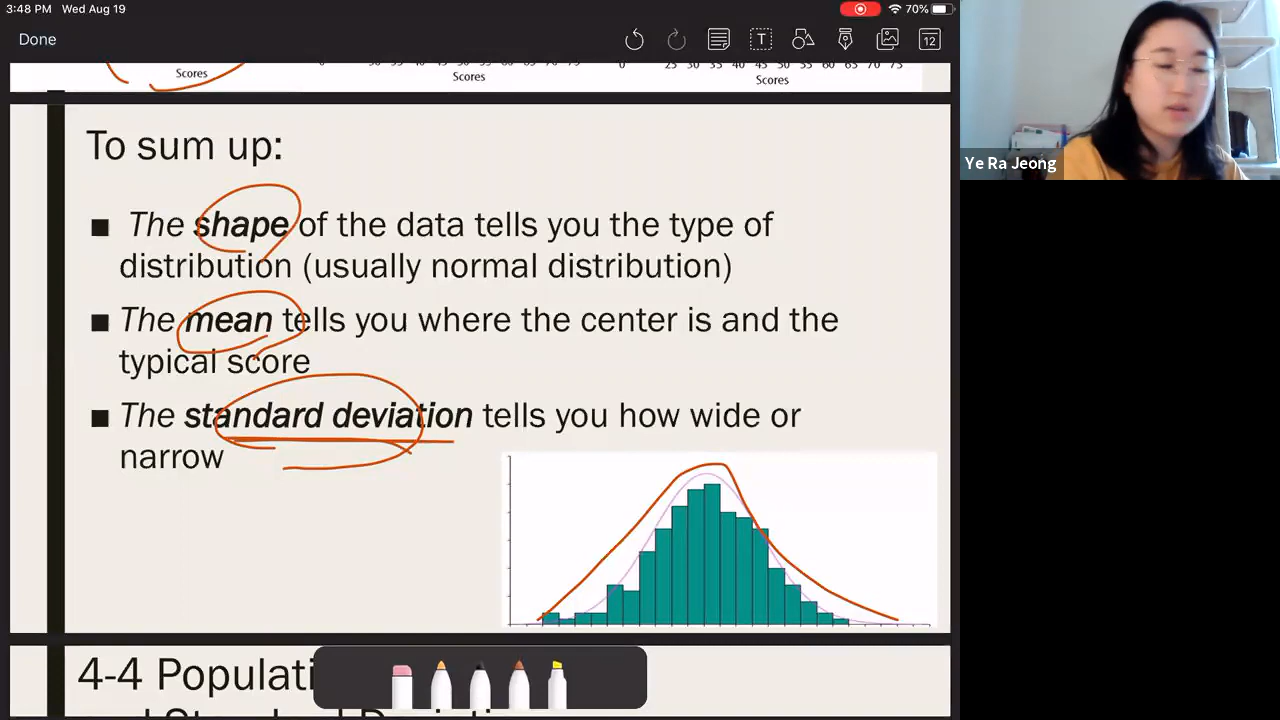 3:48 PM Wed Aug 19
70%
Done
T
12
Scores
Scores
0
Scores
Ye Ra Jeong
To sum up:
■ The shape of the data tells you the type of
distribution (usually normal distribution)
■ The mean tells you where the center is and the
typical score
■ The standard deviation tells you how wide or
narrow
4-4 Populati